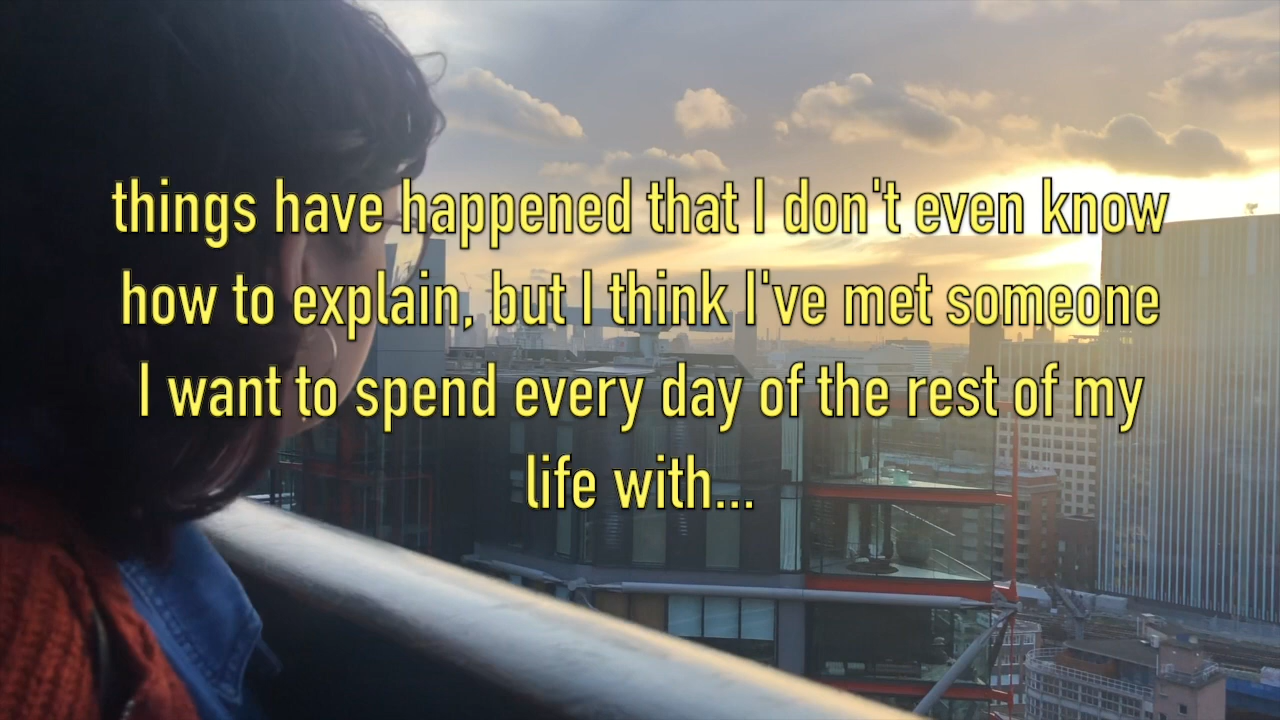 things have happened that I don't even know
how to explain, but I think I've met someone
I want to spend every day of the rest of my
life with...